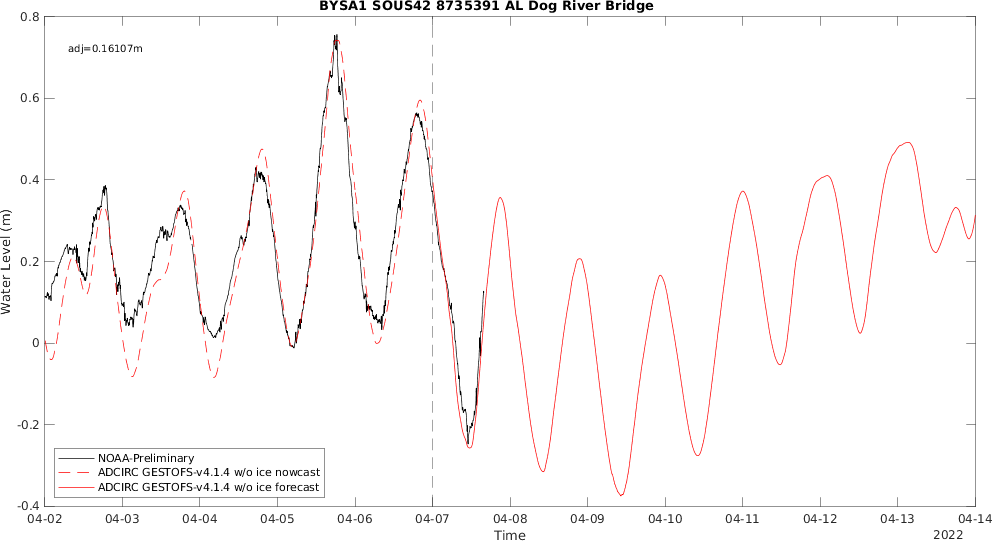 BYSA1 SOUS42 8735391 AL Dog River Bridge
adj=0.16107m
Water Level (m)
0.8
0.6
0.4
0.2
0
-0.2
-0.4
NOAA-Preliminary
ADCIRC GESTOFS-v4.1.4 w/o ice nowcast
ADCIRC GESTOFS-v4.1.4 w/o ice forecast
04-02 04-03 04-04 04-05 04-06 04-07 04-08 04-09 04-10 04-11 04-12 04-13 04-14
Time
2022